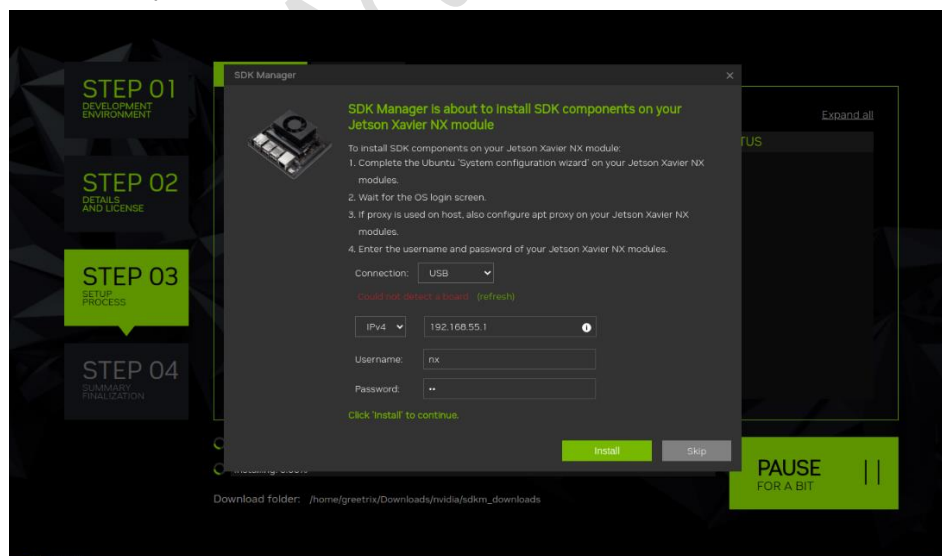 SDK Manager
×
STEP 01
DEVELOPMENT
ENVIRONMENT
STEP 02
DETAILS
AND LICENSE
STEP 03
SETUP
PROCESS
STEP 04
SUMMARY
FINALIZATION
Expand all
SDK Manager is about to install SDK components on your
Jetson Xavier NX module
To install SDK components on your Jetson Xavier NX module:
1. Complete the Ubuntu 'System configuration wizard' on your Jetson Xavier NX
modules.
2. Wait for the OS login screen.
3. If proxy is used on host, also configure apt proxy on your Jetson Xavier NX
modules.
4. Enter the username and password of your Jetson Xavier NX modules.
Connection: USB
Could not detect a board (refresh)
IPv4 192.168.55.1
Username: nx
Password: ••
Click 'Install' to continue.
Install Skip
PAUSE
FOR A BIT
Download folder: /home/greetrix/Downloads/nvidia/sdkm_downloads